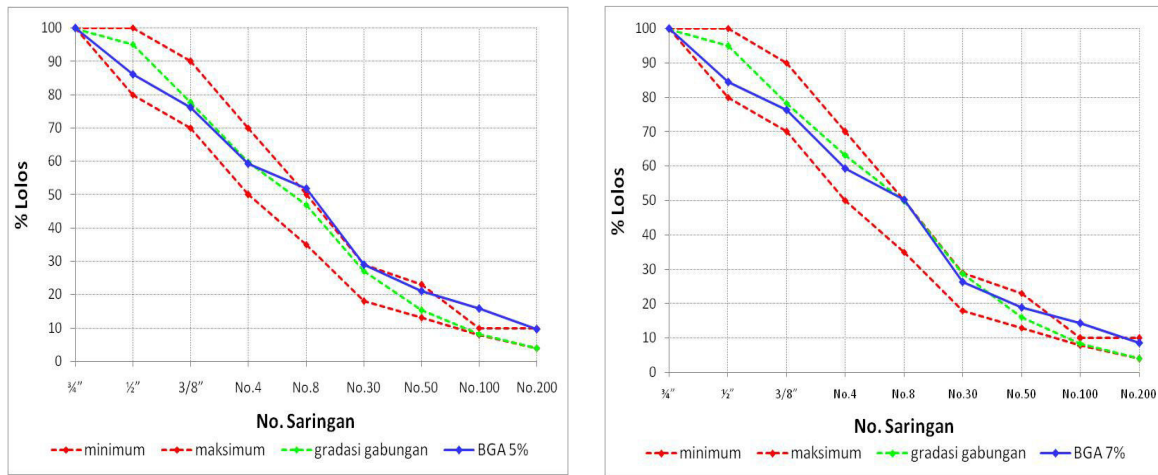 % Lolos
100
90
80
70
60
50
40
30
20
10
0
¾" ½" 3/8" No.4 No.8 No.30 No.50 No.100 No.200
No. Saringan
minimum maksimum gradasi gabungan BGA 5%
% Lolos
100
90
80
70
60
50
40
30
20
10
0
¾" ½" 3/8" No.4 No.8 No.30 No.50 No.100 No.200
No. Saringan
minimum maksimum gradasi gabungan BGA 7%